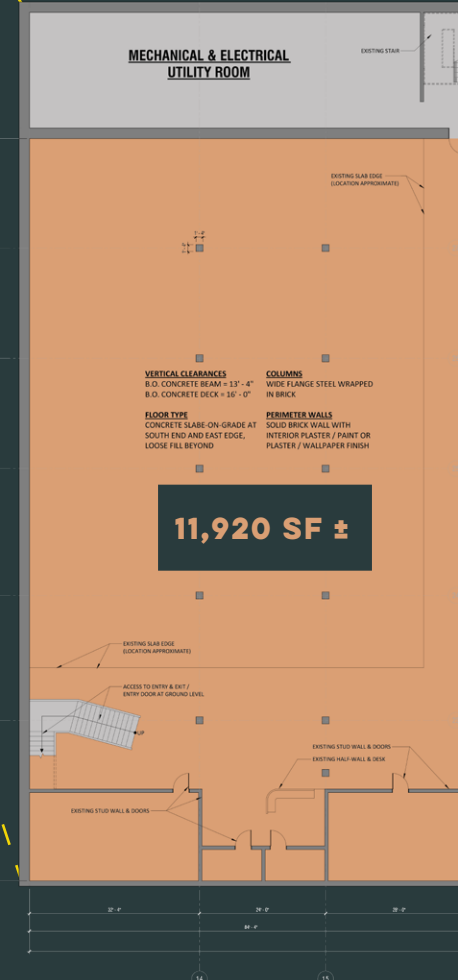 MECHANICAL & ELECTRICAL
UTILITY ROOM
EXISTING STAIR
EXISTING SLAB EDGE
(LOCATION APPROXIMATE)
VERTICAL CLEARANCES
B.O. CONCRETE BEAM = 13' - 4"
B.O. CONCRETE DECK = 16' - 0"
COLUMNS
WIDE FLANGE STEEL WRAPPED
IN BRICK
FLOOR TYPE
CONCRETE SLABE-ON-GRADE AT
SOUTH END AND EAST EDGE,
LOOSE FILL BEYOND
PERIMETER WALLS
SOLID BRICK WALL WITH
INTERIOR PLASTER / PAINT OR
PLASTER / WALLPAPER FINISH
11,920 SF ±
EXISTING SLAB EDGE
(LOCATION APPROXIMATE)
ACCESS TO ENTRY & EXIT /
ENTRY DOOR AT GROUND LEVEL
UP
EXISTING STUD WALL & DOORS
EXISTING HALF-WALL & DESK
EXISTING STUD WALL & DOORS
14
15